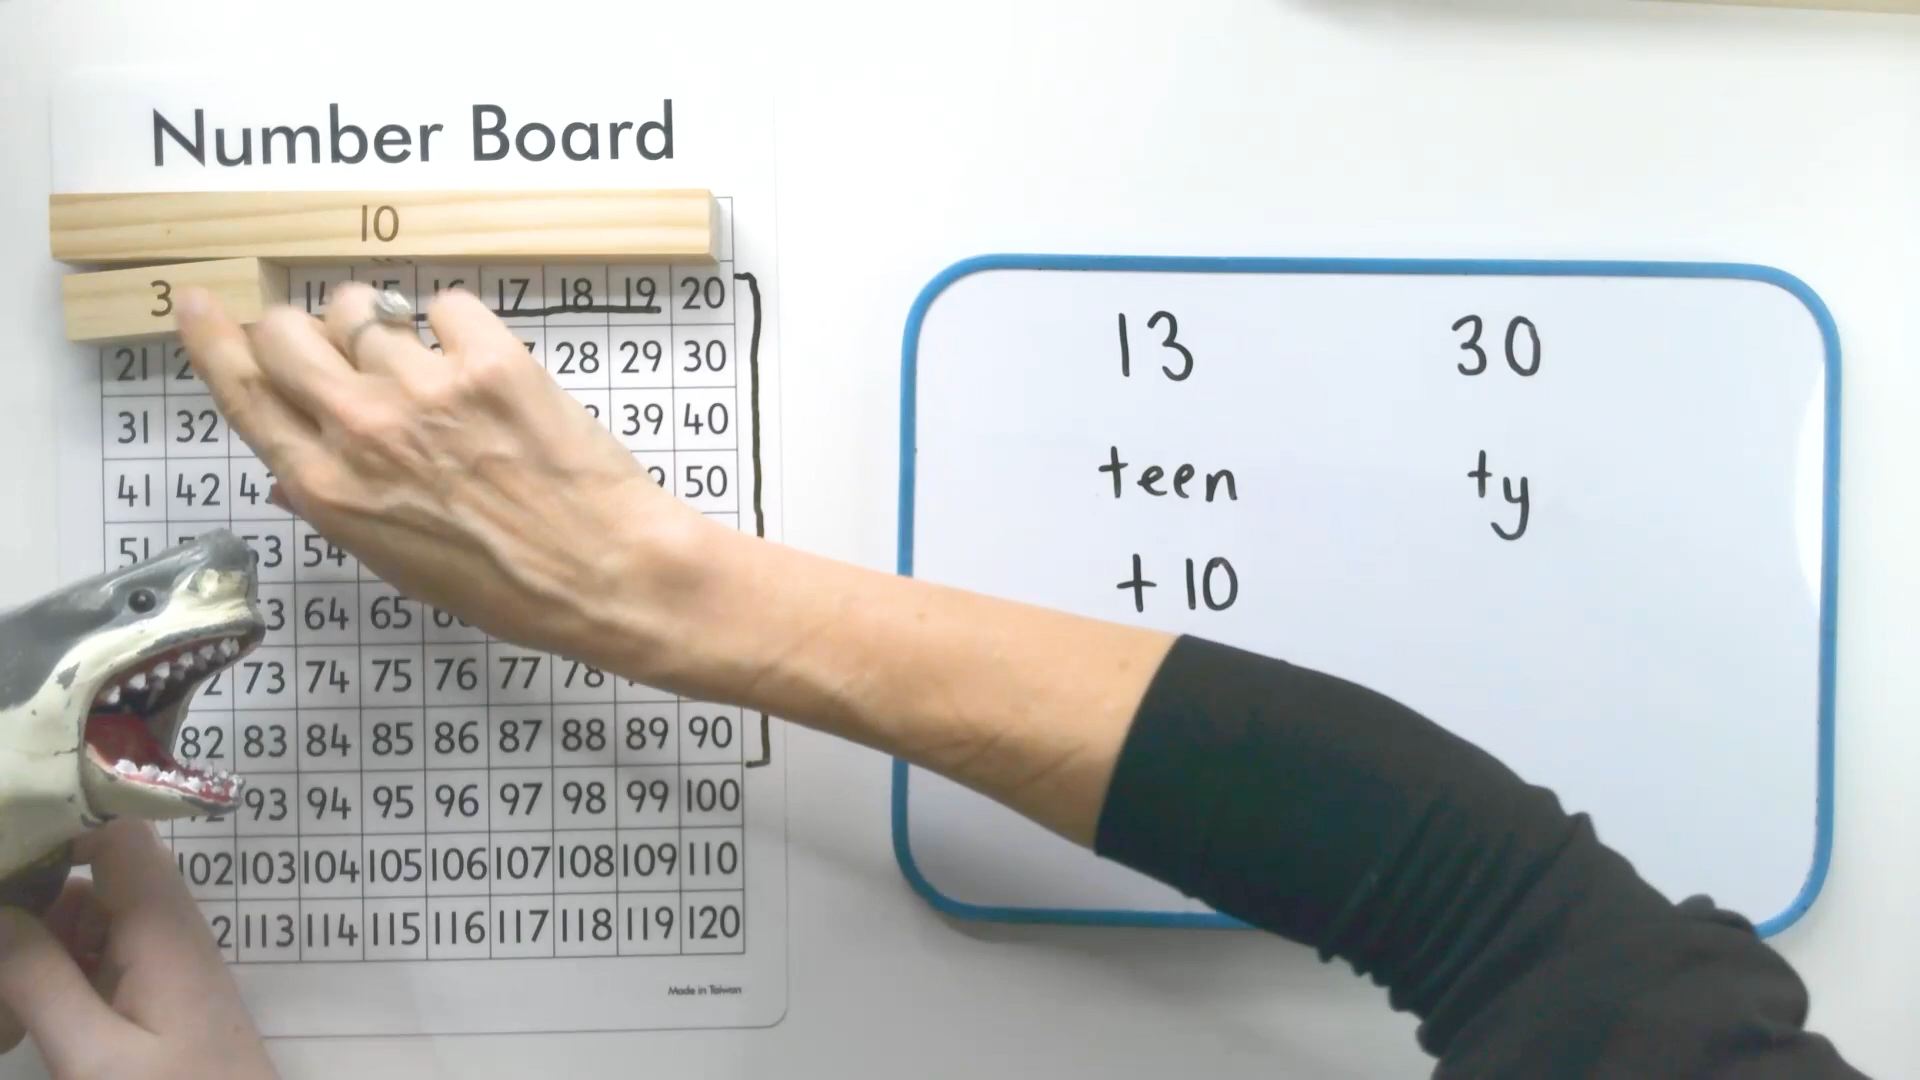 Number Board
10
3 14 15 16 17 18 19 20
21 28 29 30
31 32 39 40
41 42 50
51 53 54
64 65
73 74 75 76 77 78
82 83 84 85 86 87 88 89 90
93 94 95 96 97 98 99 100
102 103 104 105 106 107 108 109 110
113 114 115 116 117 118 119 120
Made in Taiwan
13 30
teen ty
+ 10